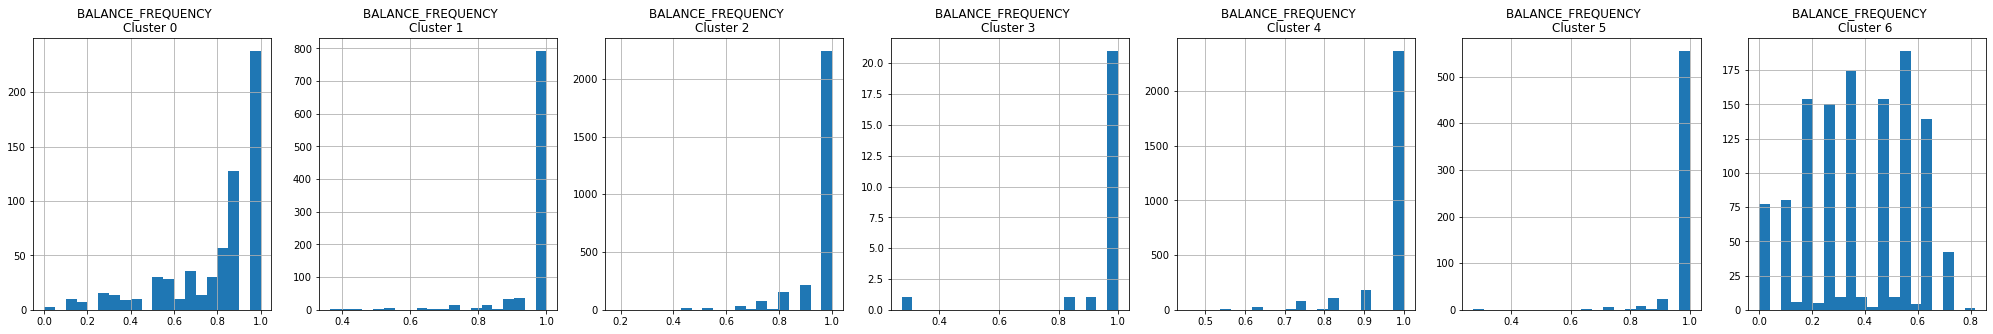 BALANCE_FREQUENCY
Cluster 0
200
150
100
50
0
0.0 0.2 0.4 0.6 0.8 1.0
BALANCE_FREQUENCY
Cluster 1
800
700
600
500
400
300
200
100
0
0.4 0.6 0.8 1.0
BALANCE_FREQUENCY
Cluster 2
2000
1500
1000
500
0
0.2 0.4 0.6 0.8 1.0
BALANCE_FREQUENCY
Cluster 3
20.0
17.5
15.0
12.5
10.0
7.5
5.0
2.5
0.0
0.4 0.6 0.8 1.0
BALANCE_FREQUENCY
Cluster 4
2000
1500
1000
500
0
0.5 0.6 0.7 0.8 0.9 1.0
BALANCE_FREQUENCY
Cluster 5
500
400
300
200
100
0
0.4 0.6 0.8 1.0
BALANCE_FREQUENCY
Cluster 6
175
150
125
100
75
50
25
0
0.0 0.2 0.4 0.6 0.8